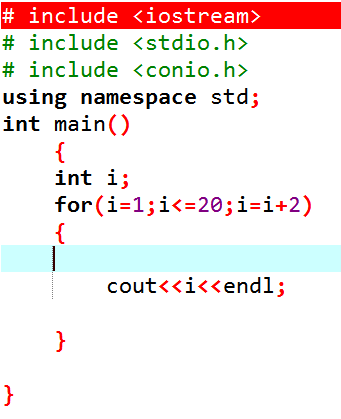 # include <iostream>
# include <stdio.h>
# include <conio.h>
using namespace std;
int main()
{
int i;
for(i=1;i<=20;i=i+2)
{
cout<<i<<endl;
}
}